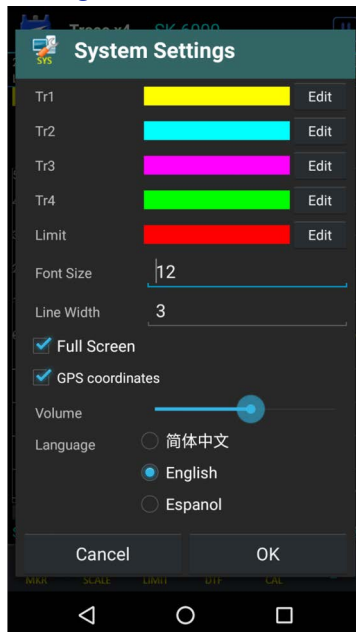 Trace x4 SK-6000
SYS System Settings
Tr1 Edit
Tr2 Edit
Tr3 Edit
Tr4 Edit
Limit Edit
Font Size 12
Line Width 3
Full Screen
GPS coordinates
Volume
Language 简体中文
English
Espanol
Cancel OK
MKR SCALE LIMIT DTF CAL